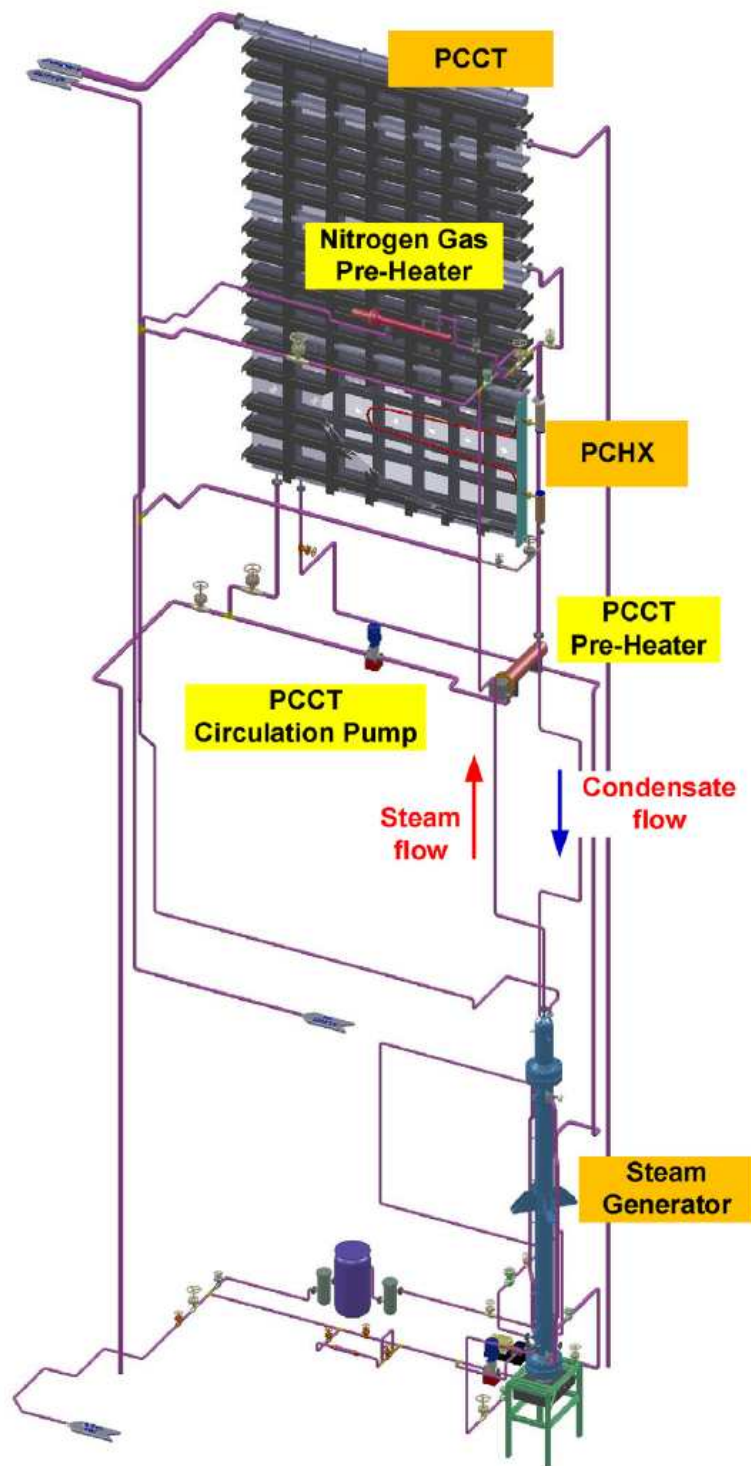 PCCT
Nitrogen Gas
Pre-Heater
PCHX
PCCT
Pre-Heater
PCCT
Circulation Pump
Steam
flow
Condensate
flow
Steam
Generator